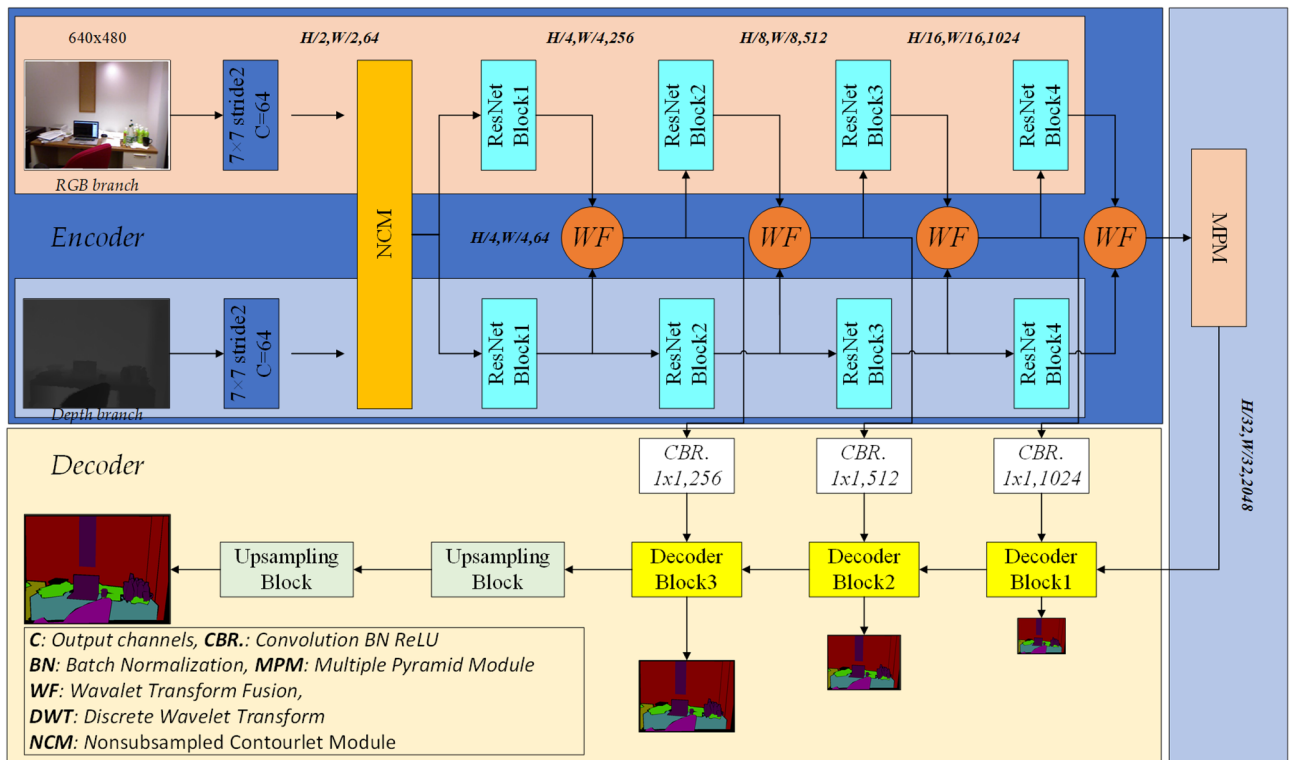 640x480
H/2,W/2,64
H/4,W/4,256
H/8,W/8,512
H/16,W/16,1024
7×7 stride2
C=64
NCM
ResNet
Block1
ResNet
Block2
ResNet
Block3
ResNet
Block4
RGB branch
Encoder
H/4,W/4,64
WF
WF
WF
WF
MPM
7×7 stride2
C=64
ResNet
Block1
ResNet
Block2
ResNet
Block3
ResNet
Block4
Depth branch
H/32,W/32,2048
Decoder
CBR.
1x1,256
CBR.
1x1,512
CBR.
1x1,1024
Upsampling
Block
Upsampling
Block
Decoder
Block3
Decoder
Block2
Decoder
Block1
C: Output channels, CBR.: Convolution BN ReLU
BN: Batch Normalization, MPM: Multiple Pyramid Module
WF: Wavalet Transform Fusion,
DWT: Discrete Wavelet Transform
NCM: Nonsubsampled Contourlet Module